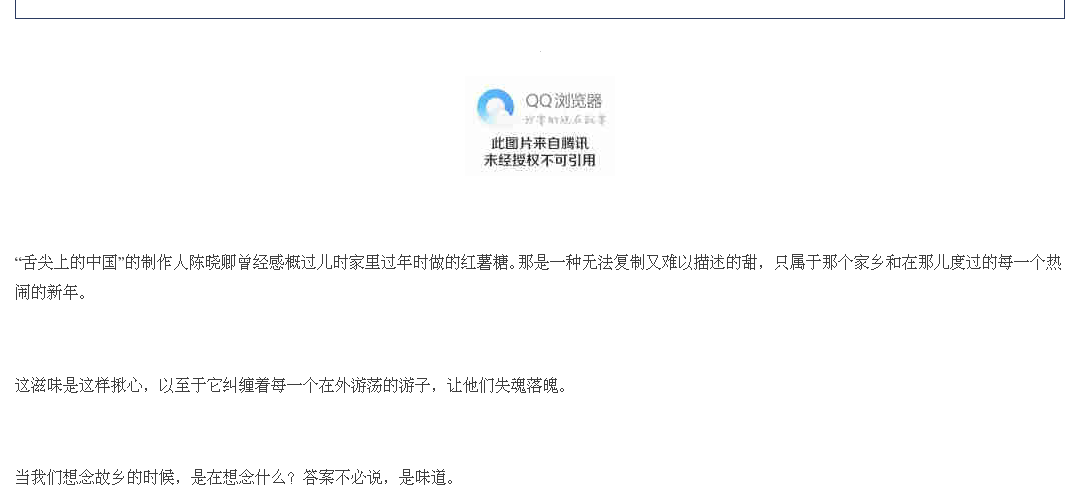 QQ浏览器
此图片来自腾讯
未经授权不可引用
“舌尖上的中国”的制作人陈晓卿曾经感概过儿时家里过年时做的红薯糖。那是一种无法复制又难以描述的甜，只属于那个家乡和在那儿度过的每一个热
闹的新年。
这滋味是这样揪心，以至于它纠缠着每一个在外游荡的游子，让他们失魂落魄。
当我们想念故乡的时候，是在想念什么？答案不必说，是味道。